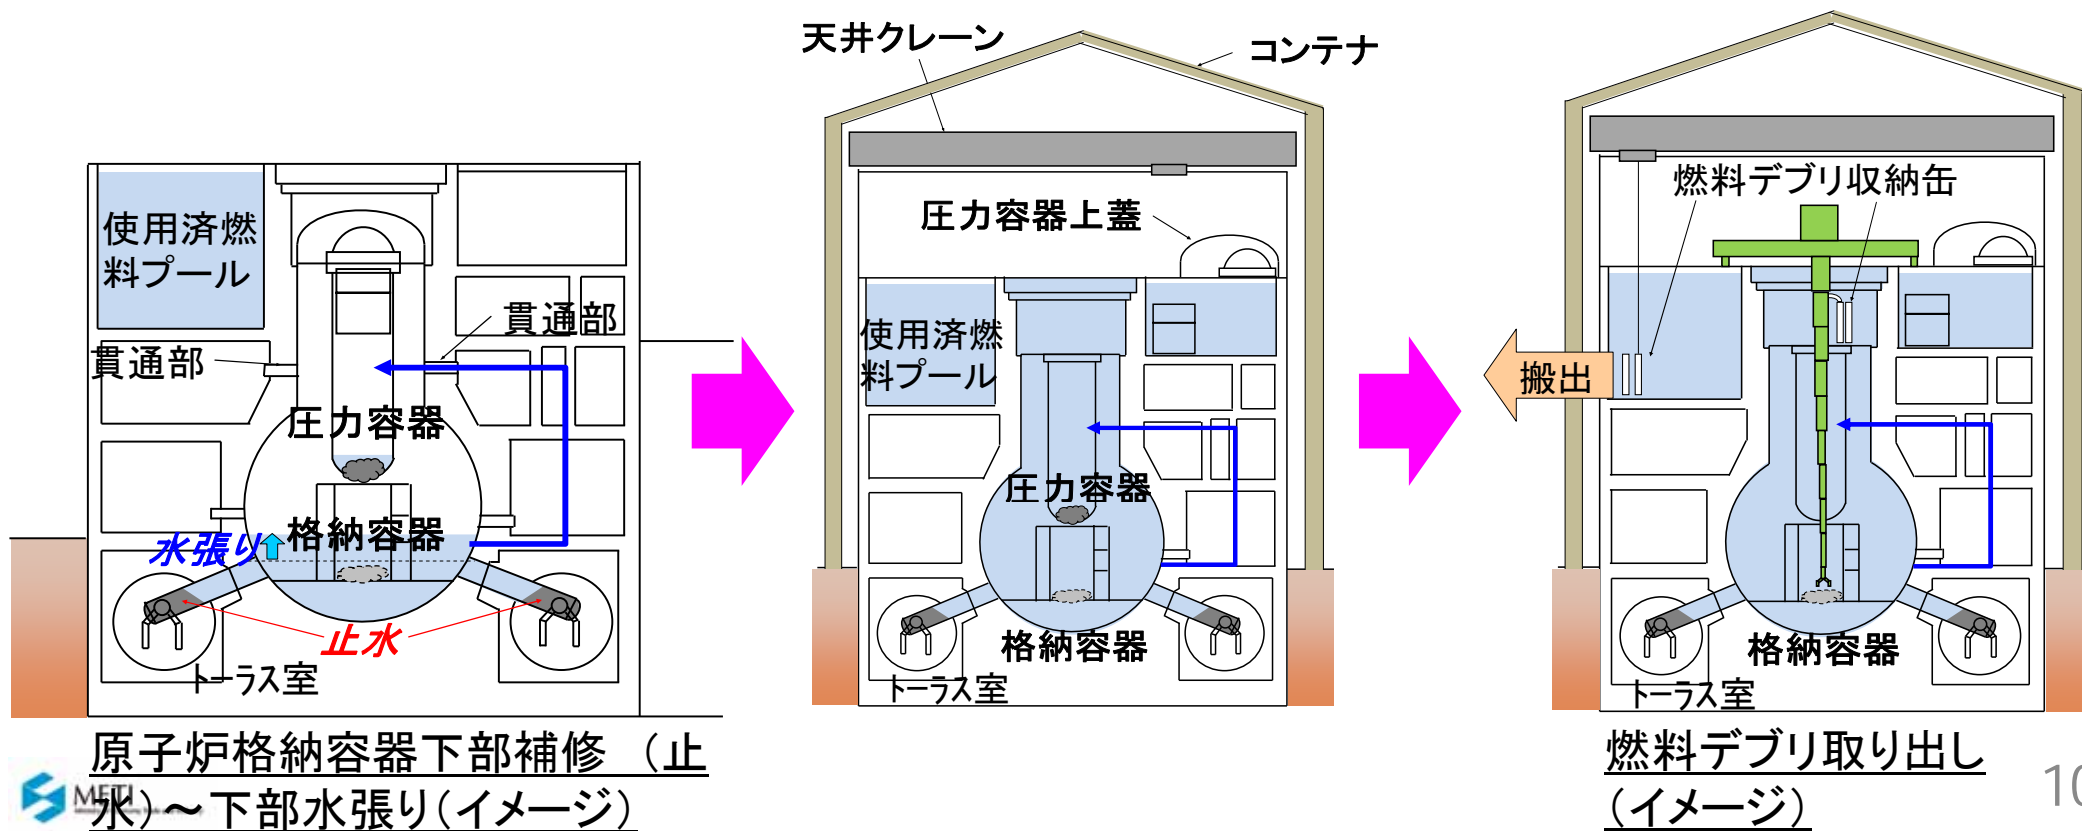 天井クレーン
コンテナ
使用済燃
料プール
貫通部
貫通部
圧力容器
格納容器
水張り
止水
トーラス室
原子炉格納容器下部補修 （止
水）～下部水張り（イメージ）
METI
圧力容器上蓋
使用済燃
料プール
圧力容器
格納容器
トーラス室
燃料デブリ収納缶
搬出
格納容器
トーラス室
燃料デブリ取り出し
（イメージ）
10